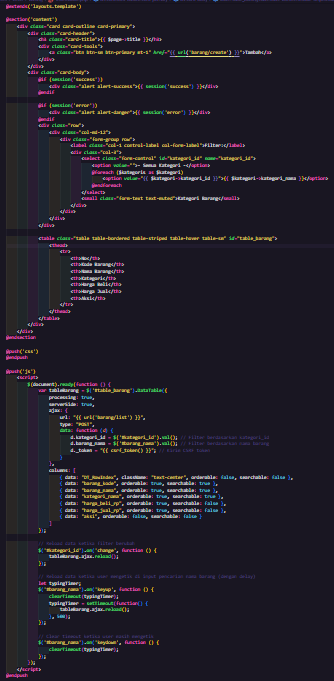 @extends('layouts.template')
@section('content')
<div class="card card-outline card-primary">
<div class="card-header">
<h3 class="card-title">{{ $page->title }}</h3>
<div class="card-tools">
<a class="btn btn-sm btn-primary mt-1" href="{{ url('barang/create') }}">Tambah</a>
</div>
</div>
<div class="card-body">
@if (session('success'))
<div class="alert alert-success">{{ session('success') }}</div>
@endif
@if (session('error'))
<div class="alert alert-danger">{{ session('error') }}</div>
@endif
<div class="row">
<div class="col-md-12">
<div class="form-group row">
<label class="col-1 control-label col-form-label">Filter:</label>
<div class="col-3">
<select class="form-control" id="kategori_id" name="kategori_id">
<option value="">- Semua Kategori -</option>
@foreach ($kategoris as $kategori)
<option value="{{ $kategori->kategori_id }}">{{ $kategori->kategori_nama }}</option>
@endforeach
</select>
<small class="form-text text-muted">Kategori Barang</small>
</div>
</div>
</div>
</div>
<table class="table table-bordered table-striped table-hover table-sm" id="table_barang">
<thead>
<tr>
<th>No</th>
<th>Kode Barang</th>
<th>Nama Barang</th>
<th>Kategori</th>
<th>Harga Beli</th>
<th>Harga Jual</th>
<th>Aksi</th>
</tr>
</thead>
</table>
</div>
</div>
@endsection
@push('css')
@endpush
@push('js')
<script>
$(document).ready(function () {
var tableBarang = $('#table_barang').DataTable({
processing: true,
serverSide: true,
ajax: {
url: "{{ url('barang/list') }}",
type: "POST",
data: function (d) {
d.kategori_id = $('#kategori_id').val(); // Filter berdasarkan kategori_id
d.barang_nama = $('#barang_nama').val(); // Filter berdasarkan nama barang
d._token = "{{ csrf_token() }}"; // Kirim CSRF token
}
},
columns: [
{ data: "DT_RowIndex", className: "text-center", orderable: false, searchable: false },
{ data: "barang_kode", orderable: true, searchable: true },
{ data: "barang_nama", orderable: true, searchable: true },
{ data: "kategori_nama", orderable: true, searchable: true },
{ data: "harga_beli_rp", orderable: true, searchable: false },
{ data: "harga_jual_rp", orderable: true, searchable: false },
{ data: "aksi", orderable: false, searchable: false }
]
});
$('#kategori_id').on('change', function () {
tableBarang.ajax.reload();
});
let typingTimer;
$('#barang_nama').on('keyup', function () {
clearTimeout(typingTimer);
typingTimer = setTimeout(function() {
tableBarang.ajax.reload();
}, 500);
});
$('#barang_nama').on('keydown', function () {
clearTimeout(typingTimer);
});
});
</script>
@endpush